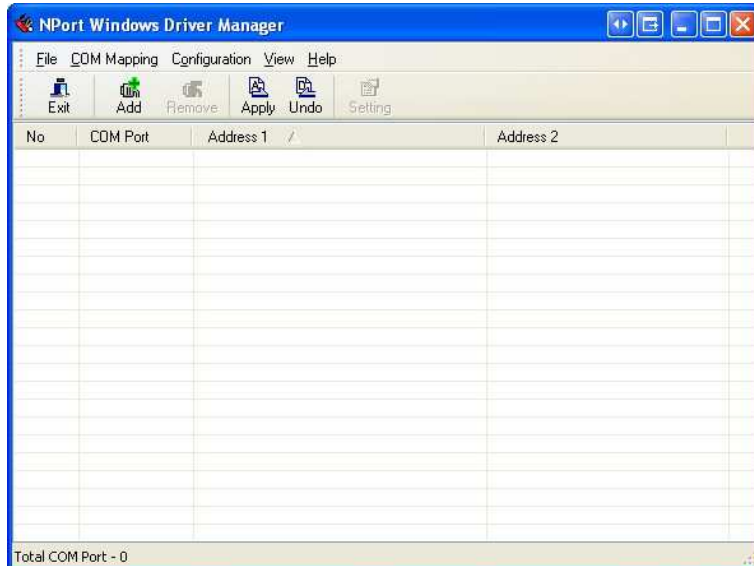 NPort Windows Driver Manager
File COM Mapping Configuration View Help
Exit Add Remove Apply Undo Setting
No COM Port Address 1 Address 2
Total COM Port - 0